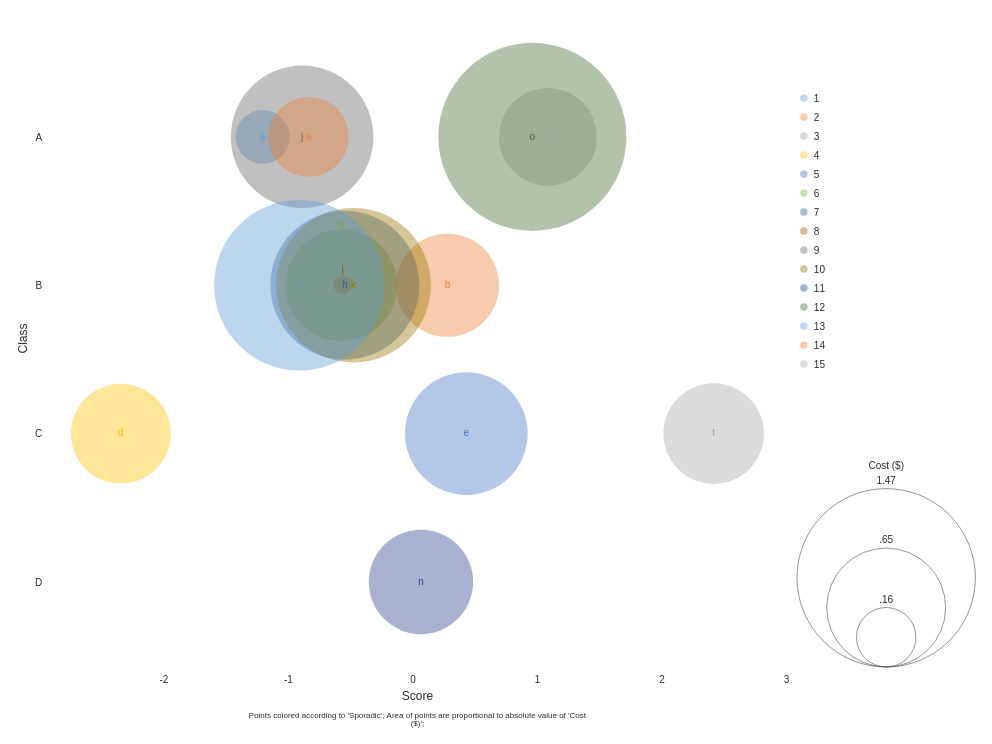 A
B
C
D
Class
a
j
s
o
h
k
b
d
e
t
n
-2
-1
0
1
2
3
Score
Points colored according to 'Sporadic'; Area of points are proportional to absolute value of 'Cost
($)';
1
2
3
4
5
6
7
8
9
10
11
12
13
14
15
Cost ($)
1.47
.65
.16